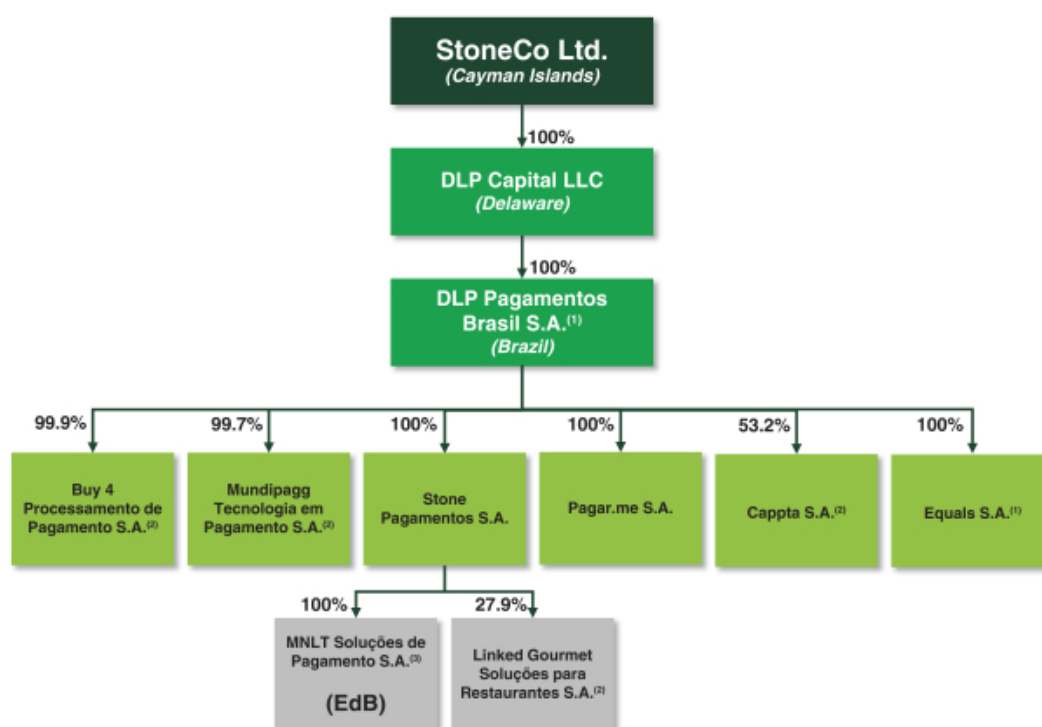 StoneCo Ltd.
(Cayman Islands)
100%
DLP Capital LLC
(Delaware)
100%
DLP Pagamentos
Brasil S.A.(1)
(Brazil)
99.9%
99.7%
100%
100%
53.2%
100%
Buy 4
Processamento de
Pagamento S.A.(2)
Mundipagg
Tecnologia em
Pagamento S.A.(2)
Stone
Pagamentos S.A.
Pagar.me S.A.
Cappta S.A.(2)
Equals S.A.(1)
100%
27.9%
MNLT Soluções de
Pagamento S.A.(3)
(EdB)
Linked Gourmet
Soluções para
Restaurantes S.A.(2)